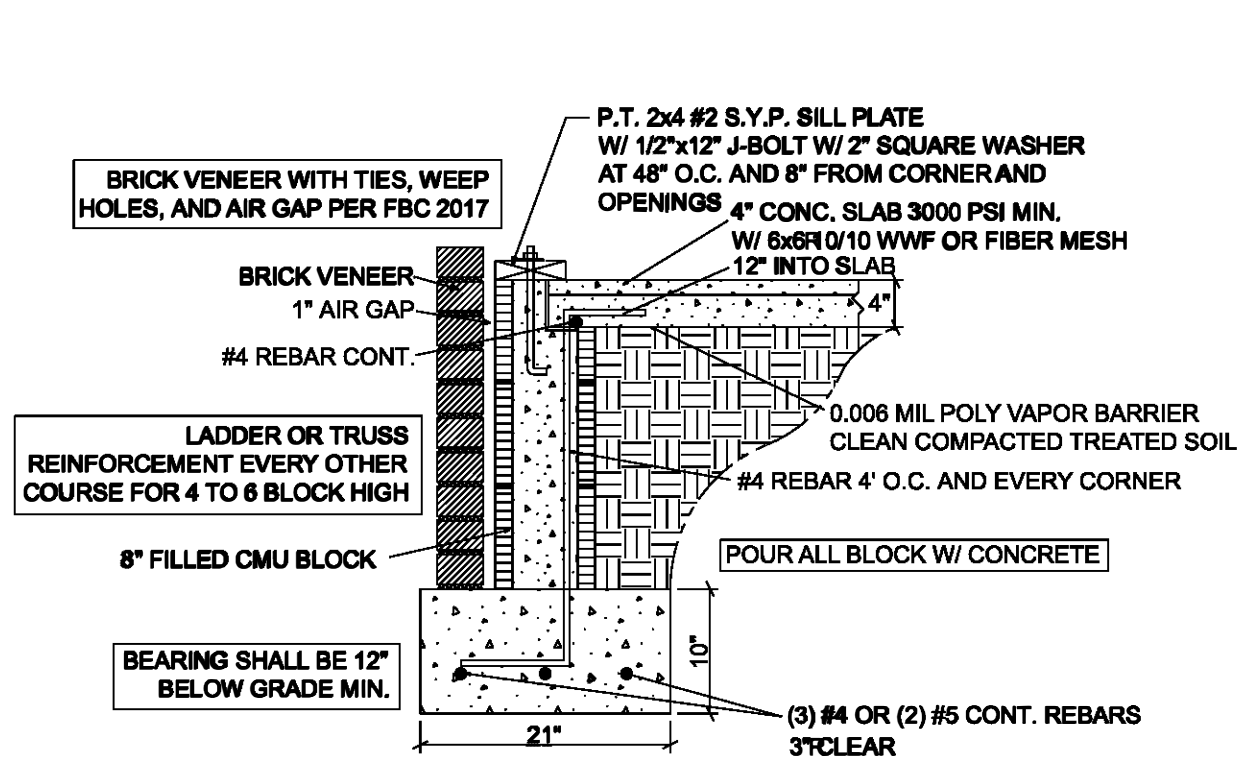 P.T. 2x4 #2 S.Y.P. SILL PLATE
W/ 1/2"x12" J-BOLT W/ 2" SQUARE WASHER
AT 48" O.C. AND 8" FROM CORNER AND
OPENINGS
BRICK VENEER WITH TIES, WEEP
HOLES, AND AIR GAP PER FBC 2017
4" CONC. SLAB 3000 PSI MIN.
W/ 6x6 10/10 WWF OR FIBER MESH
12" INTO SLAB
BRICK VENEER
1" AIR GAP
4"
#4 REBAR CONT.
0.006 MIL POLY VAPOR BARRIER
CLEAN COMPACTED TREATED SOIL
LADDER OR TRUSS
REINFORCEMENT EVERY OTHER
COURSE FOR 4 TO 6 BLOCK HIGH
#4 REBAR 4' O.C. AND EVERY CORNER
8" FILLED CMU BLOCK
POUR ALL BLOCK W/ CONCRETE
10"
BEARING SHALL BE 12"
BELOW GRADE MIN.
(3) #4 OR (2) #5 CONT. REBARS
3" CLEAR
21"